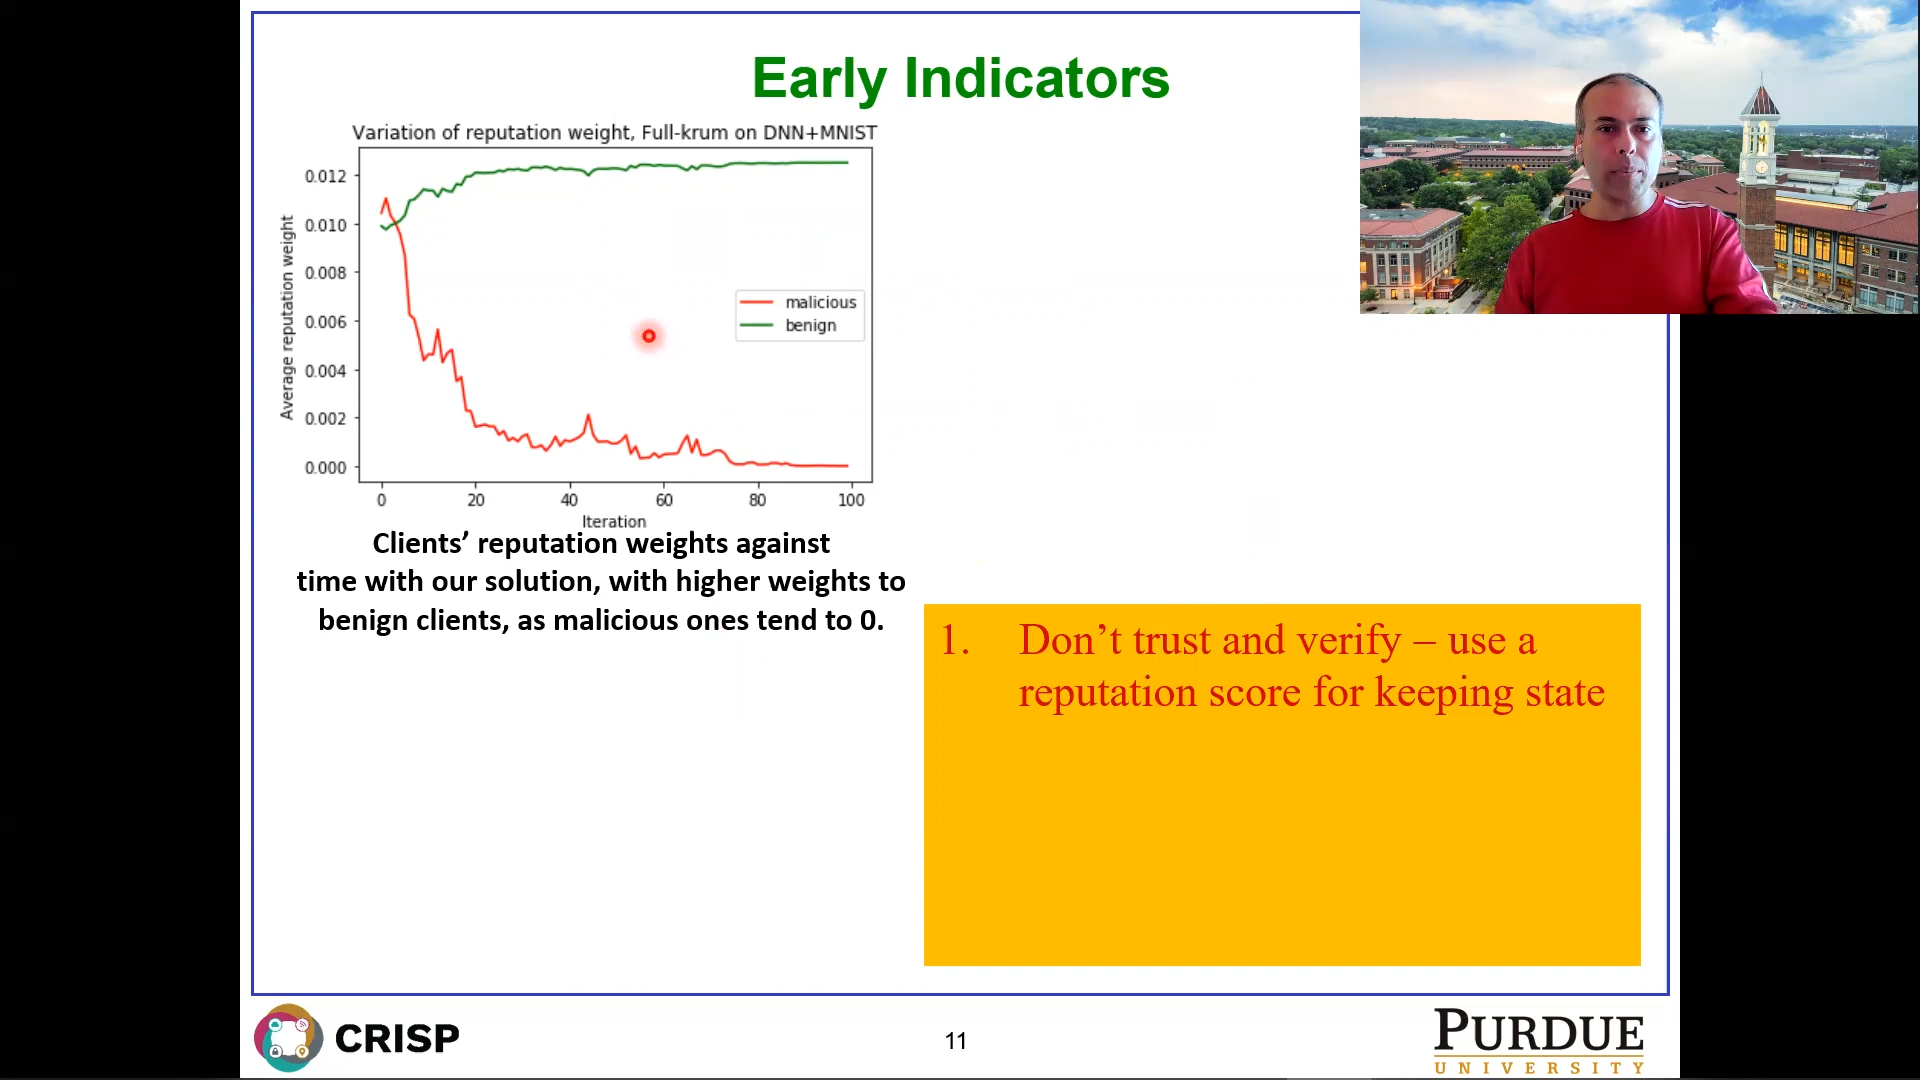 Early Indicators
Variation of reputation weight, Full-krum on DNN+MNIST
Average reputation weight
0.012
0.010
0.008
0.006
0.004
0.002
0.000
malicious
benign
0 20 40 60 80 100
Iteration
Clients’ reputation weights against
time with our solution, with higher weights to
benign clients, as malicious ones tend to 0.
1. Don’t trust and verify – use a
reputation score for keeping state
CRISP
11
PURDUE
UNIVERSITY